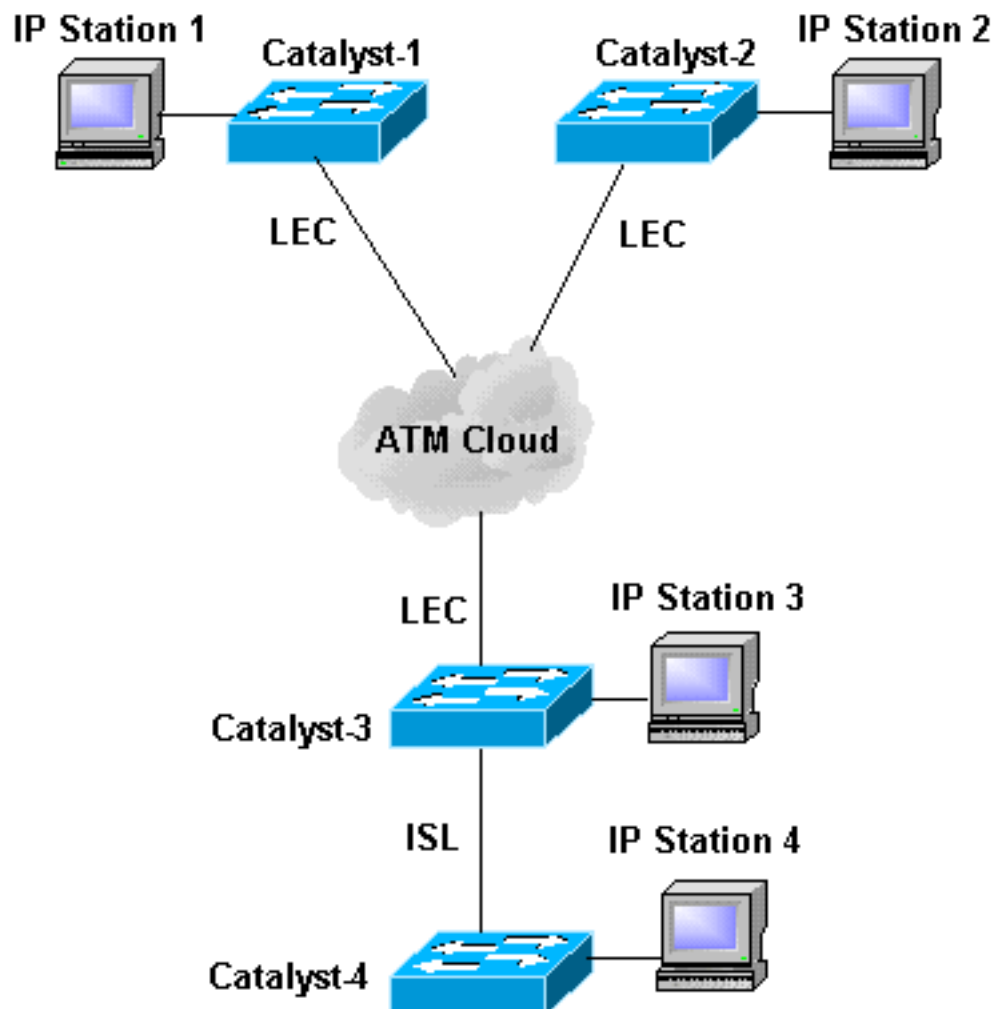 IP Station 1
Catalyst-1
Catalyst-2
IP Station 2
LEC
LEC
ATM Cloud
LEC
IP Station 3
Catalyst-3
ISL
IP Station 4
Catalyst-4